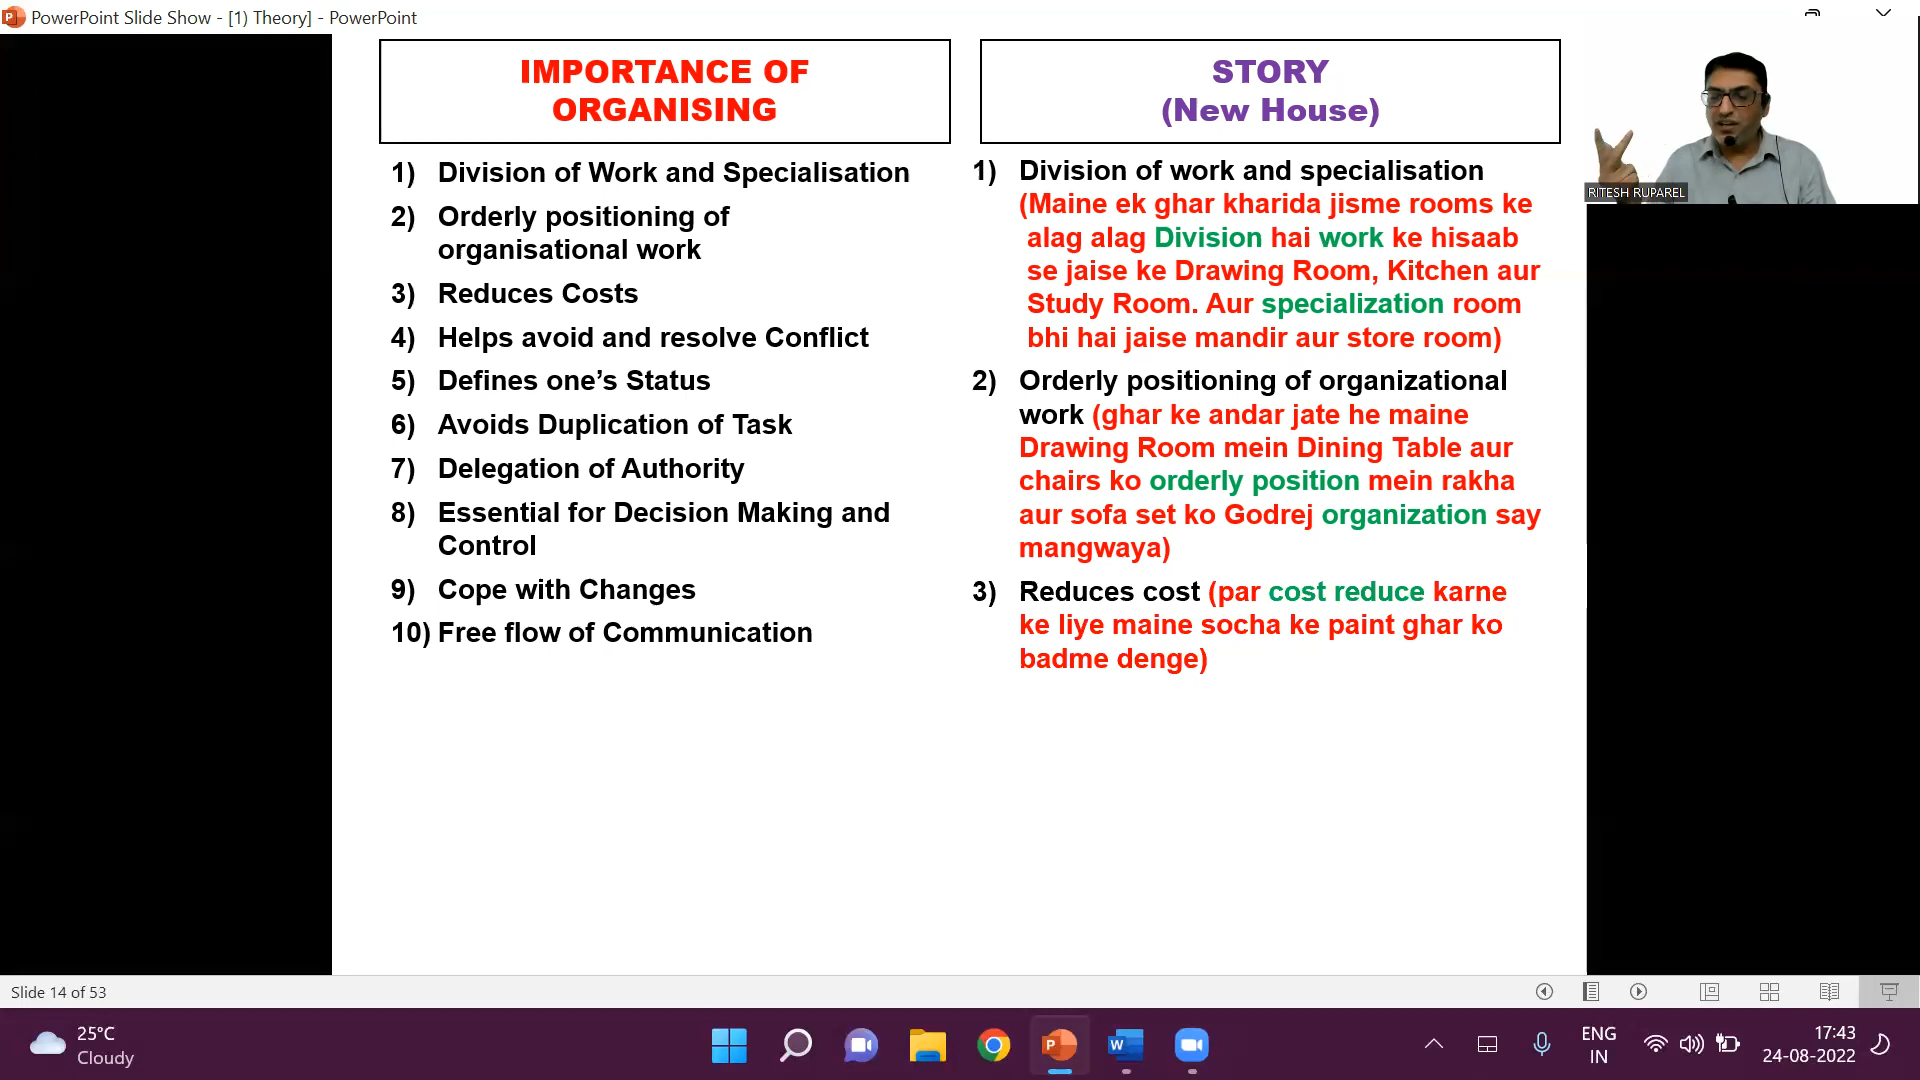 PowerPoint Slide Show - [1) Theory] - PowerPoint
IMPORTANCE OF
ORGANISING
1) Division of Work and Specialisation
2) Orderly positioning of
organisational work
3) Reduces Costs
4) Helps avoid and resolve Conflict
5) Defines one’s Status
6) Avoids Duplication of Task
7) Delegation of Authority
8) Essential for Decision Making and
Control
9) Cope with Changes
10) Free flow of Communication
STORY
(New House)
1) Division of work and specialisation
(Maine ek ghar kharida jisme rooms ke
alag alag Division hai work ke hisaab
se jaise ke Drawing Room, Kitchen aur
Study Room. Aur specialization room
bhi hai jaise mandir aur store room)
2) Orderly positioning of organizational
work (ghar ke andar jate he maine
Drawing Room mein Dining Table aur
chairs ko orderly position mein rakha
aur sofa set ko Godrej organization say
mangwaya)
3) Reduces cost (par cost reduce karne
ke liye maine socha ke paint ghar ko
badme denge)
RITESH RUPAREL
Slide 14 of 53
25°C
Cloudy
ENG
IN
17:43
24-08-2022